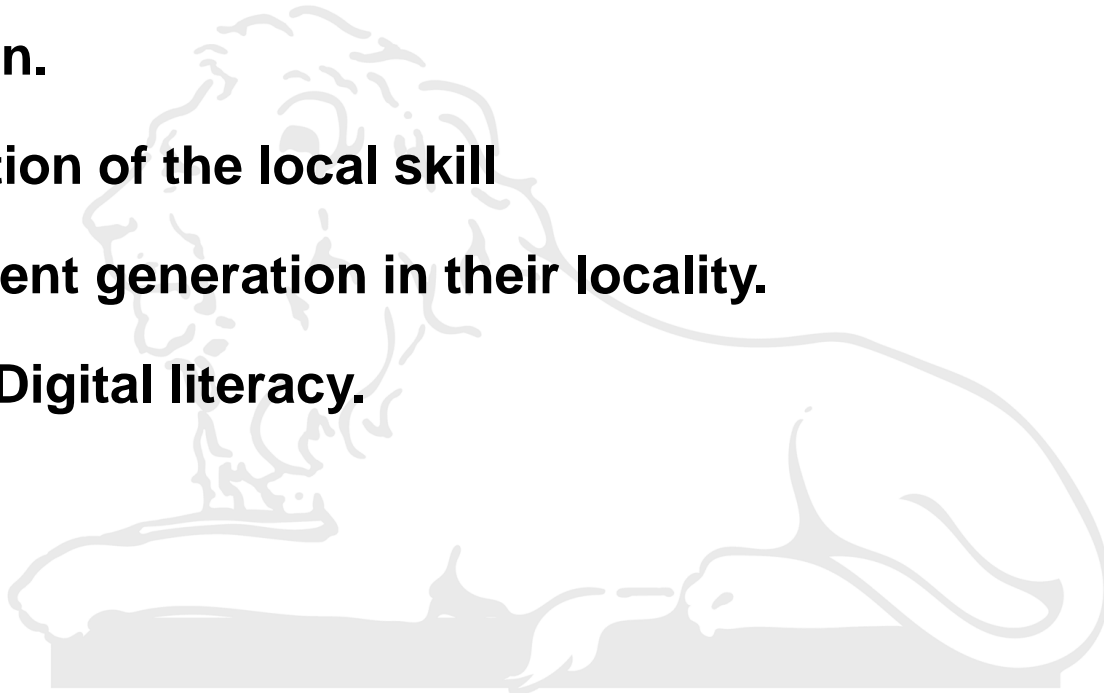 n.
tion of the local skill
ent generation in their locality.
Digital literacy.